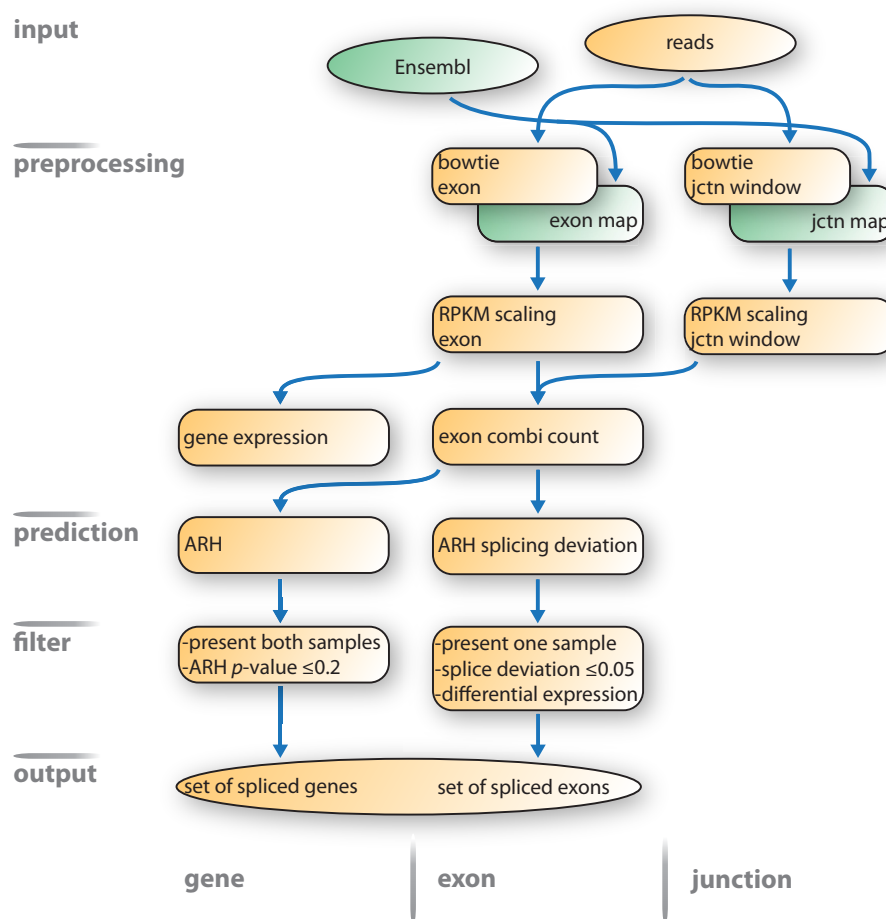 input
reads
Ensembl
preprocessing
bowtie
exon
exon map
bowtie
jctn window
jctn map
RPKM scaling
exon
RPKM scaling
jctn window
gene expression
exon combi count
prediction
ARH
ARH splicing deviation
filter
-present both samples
-ARH p-value ≤0.2
-present one sample
-splice deviation ≤0.05
-differential expression
output
set of spliced genes
set of spliced exons
gene
exon
junction